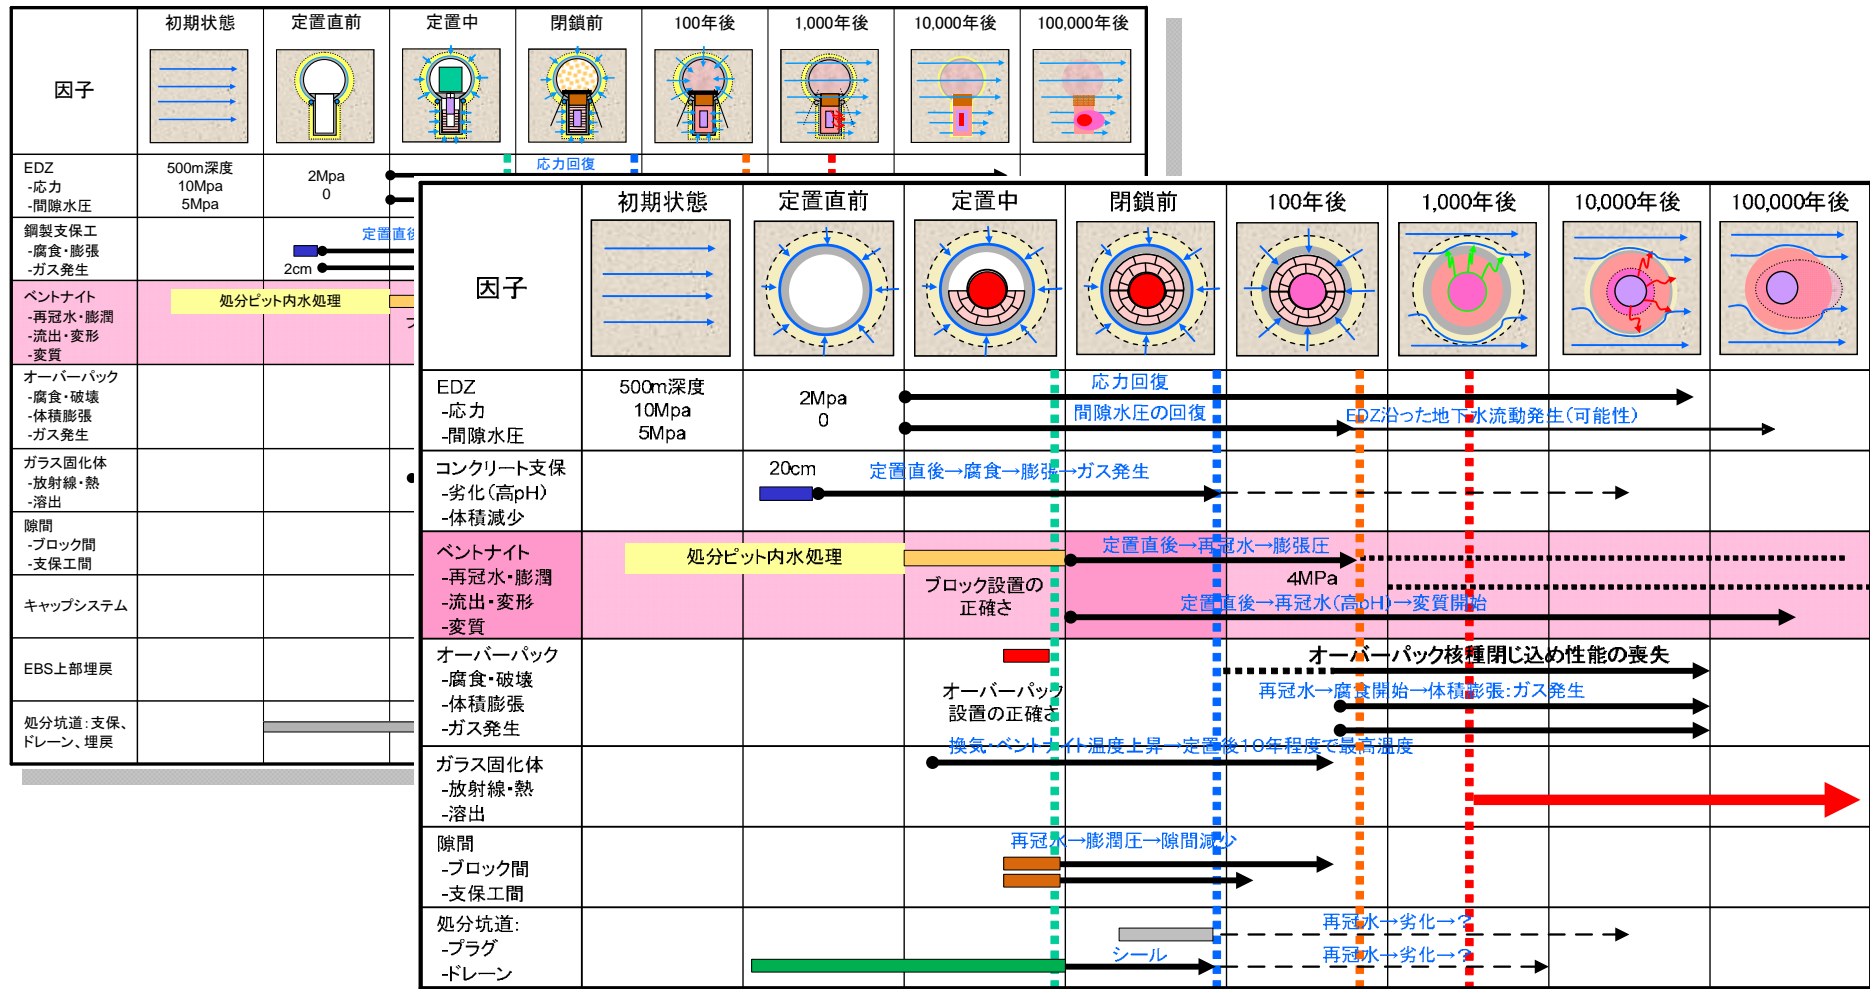 因子
初期状態
定置直前
定置中
閉鎖前
100年後
1,000年後
10,000年後
100,000年後
EDZ
-応力
-間隙水圧
500m深度
10Mpa
5Mpa
2Mpa
0
応力回復
鋼製支保工
-腐食・膨張
-ガス発生
2cm
定置直後
ベントナイト
-再冠水・膨潤
-流出・変形
-変質
処分ピット内水処理
オーバーパック
-腐食・破壊
-体積膨張
-ガス発生
ガラス固化体
-放射線・熱
-溶出
隙間
-ブロック間
-支保工間
キャップシステム
EBS上部埋戻
処分坑道:支保、
ドレーン、埋戻
因子
初期状態
定置直前
定置中
閉鎖前
100年後
1,000年後
10,000年後
100,000年後
EDZ
-応力
-間隙水圧
500m深度
10Mpa
5Mpa
2Mpa
0
応力回復
間隙水圧の回復
EDZ沿った地下水流動発生(可能性)
コンクリート支保
-劣化(高pH)
-体積減少
20cm
定置直後→腐食→膨張→ガス発生
ベントナイト
-再冠水・膨潤
-流出・変形
-変質
処分ピット内水処理
ブロック設置の
正確さ
定置直後→再冠水→膨張圧
4MPa
定置直後→再冠水(高pH)→変質開始
オーバーパック
-腐食・破壊
-体積膨張
-ガス発生
オーバーパック
設置の正確さ
オーバーパック核種閉じ込め性能の喪失
再冠水→腐食開始→体積膨張:ガス発生
ガラス固化体
-放射線・熱
-溶出
換気・ベントナイト温度上昇→定置後10年程度で最高温度
隙間
-ブロック間
-支保工間
再冠水→膨潤圧→隙間減少
処分坑道:
-プラグ
-ドレーン
シール
再冠水→劣化→?
再冠水→劣化→?